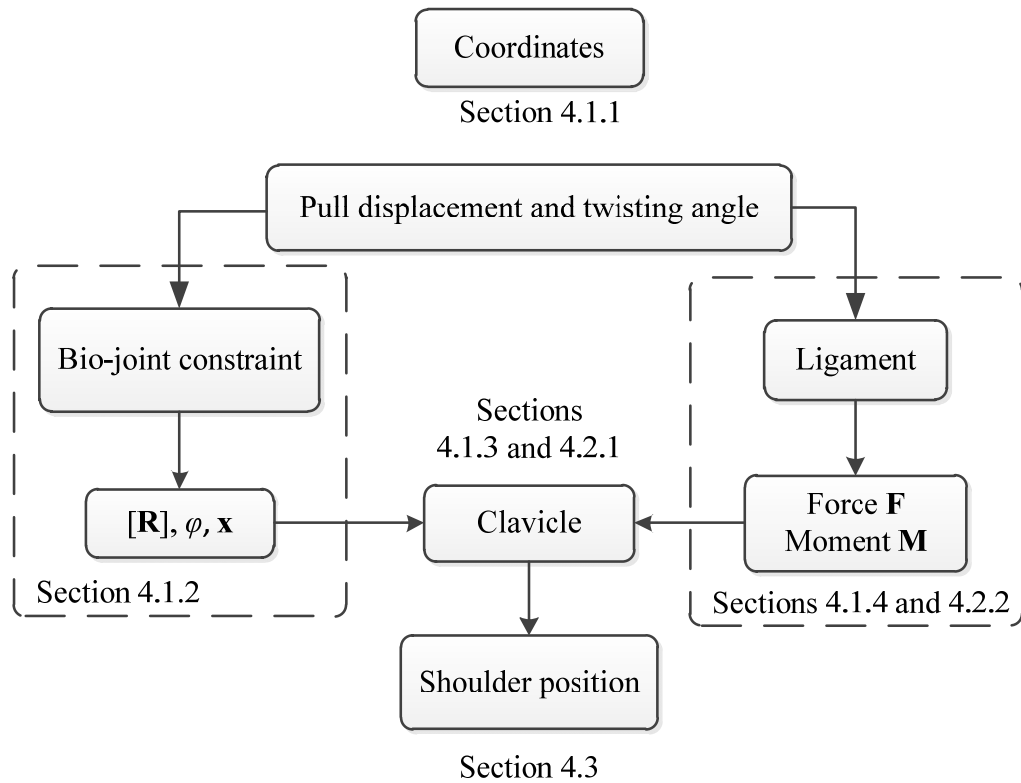 Coordinates
Section 4.1.1
Pull displacement and twisting angle
Bio-joint constraint
[R], φ, x
Section 4.1.2
Sections
4.1.3 and 4.2.1
Clavicle
Ligament
Force F
Moment M
Sections 4.1.4 and 4.2.2
Shoulder position
Section 4.3